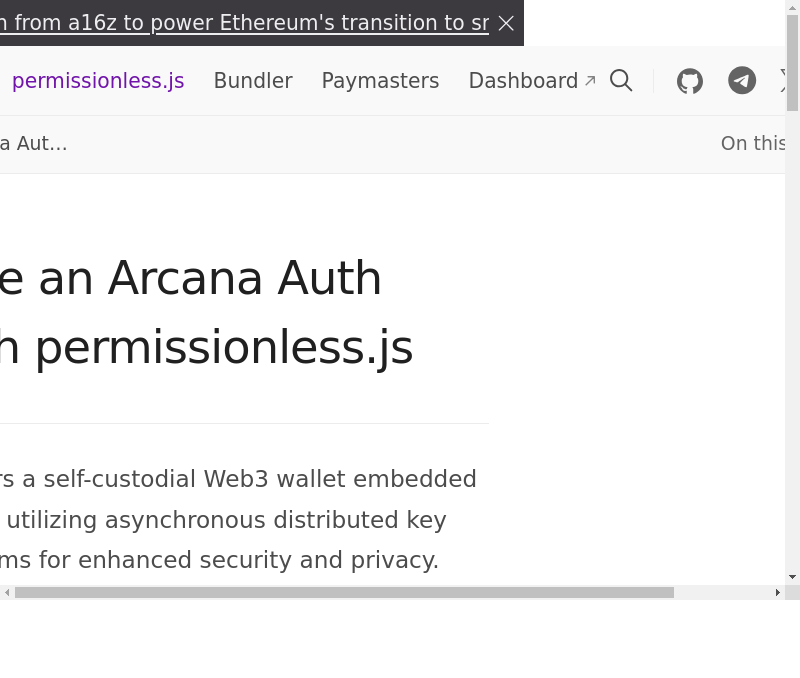 from a16z to power Ethereum's transition to
permissionless.js Bundler Paymasters Dashboard
Aut...
On this
e an Arcana Auth
h permissionless.js
rs a self-custodial Web3 wallet embedded
utilizing asynchronous distributed key
ms for enhanced security and privacy.